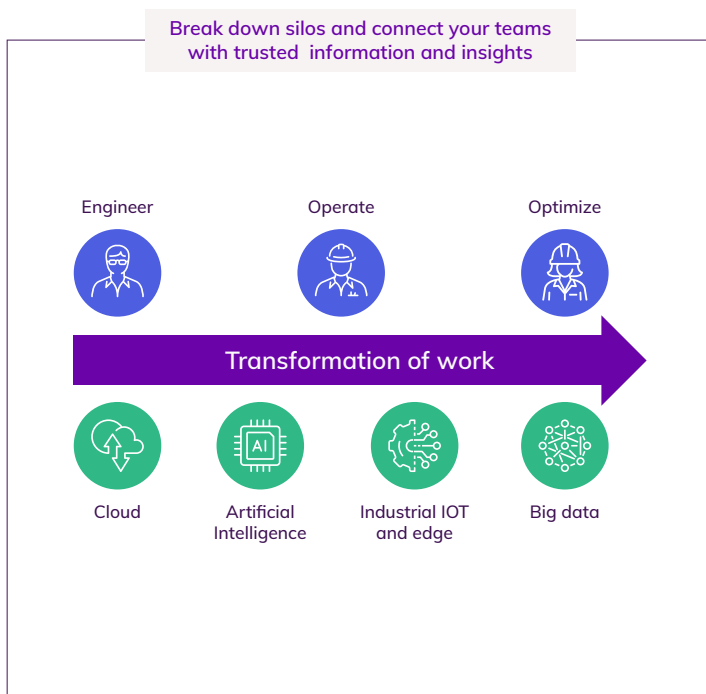 Break down silos and connect your teams
with trusted information and insights
Engineer
Operate
Optimize
Transformation of work
AI
Cloud
Artificial
Intelligence
Industrial IOT
and edge
Big data